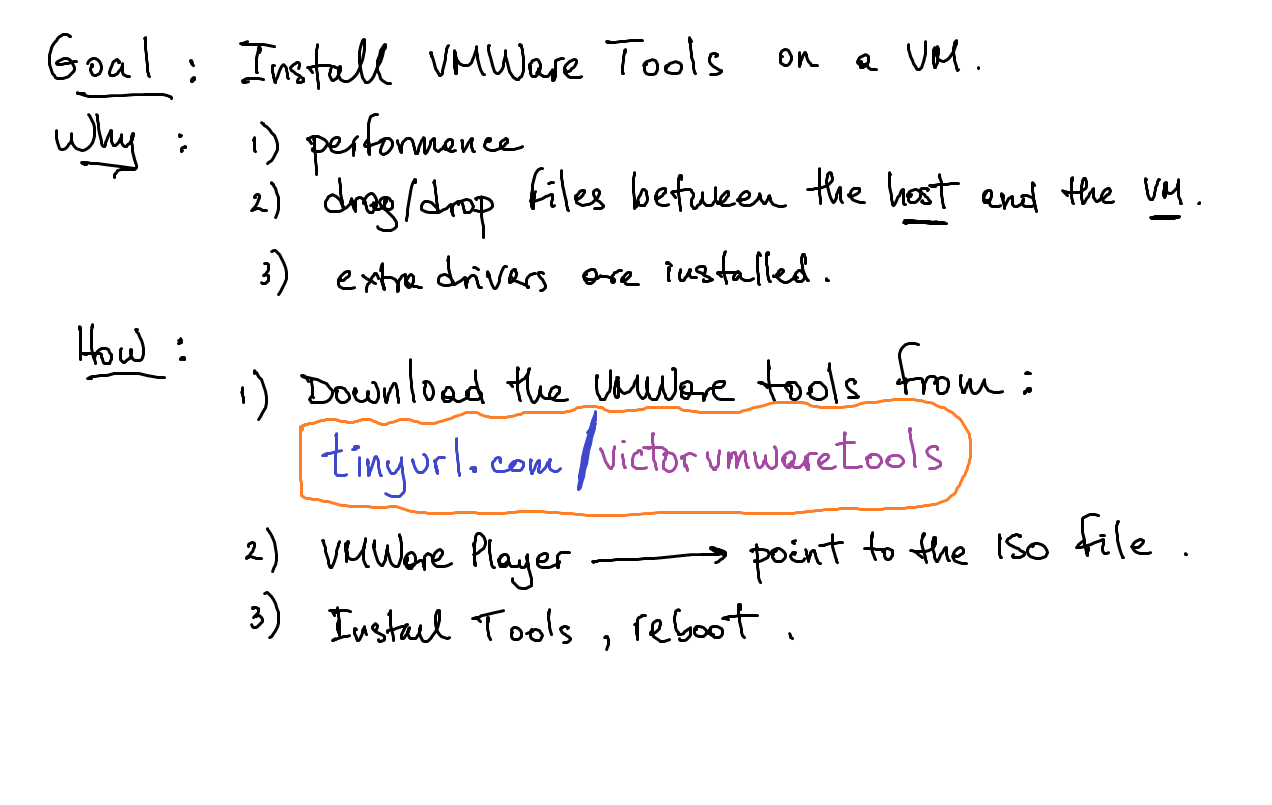 Goal : Install VMWare Tools on a VM.
Why : 1) performance
2) drag/drop files between the host and the VM.
3) extra drivers are installed.
How :
1) Download the VMWare tools from :
tinyurl.com/victorvmwaretools
2) VMWare Player → point to the ISO file .
3) Install Tools , reboot .